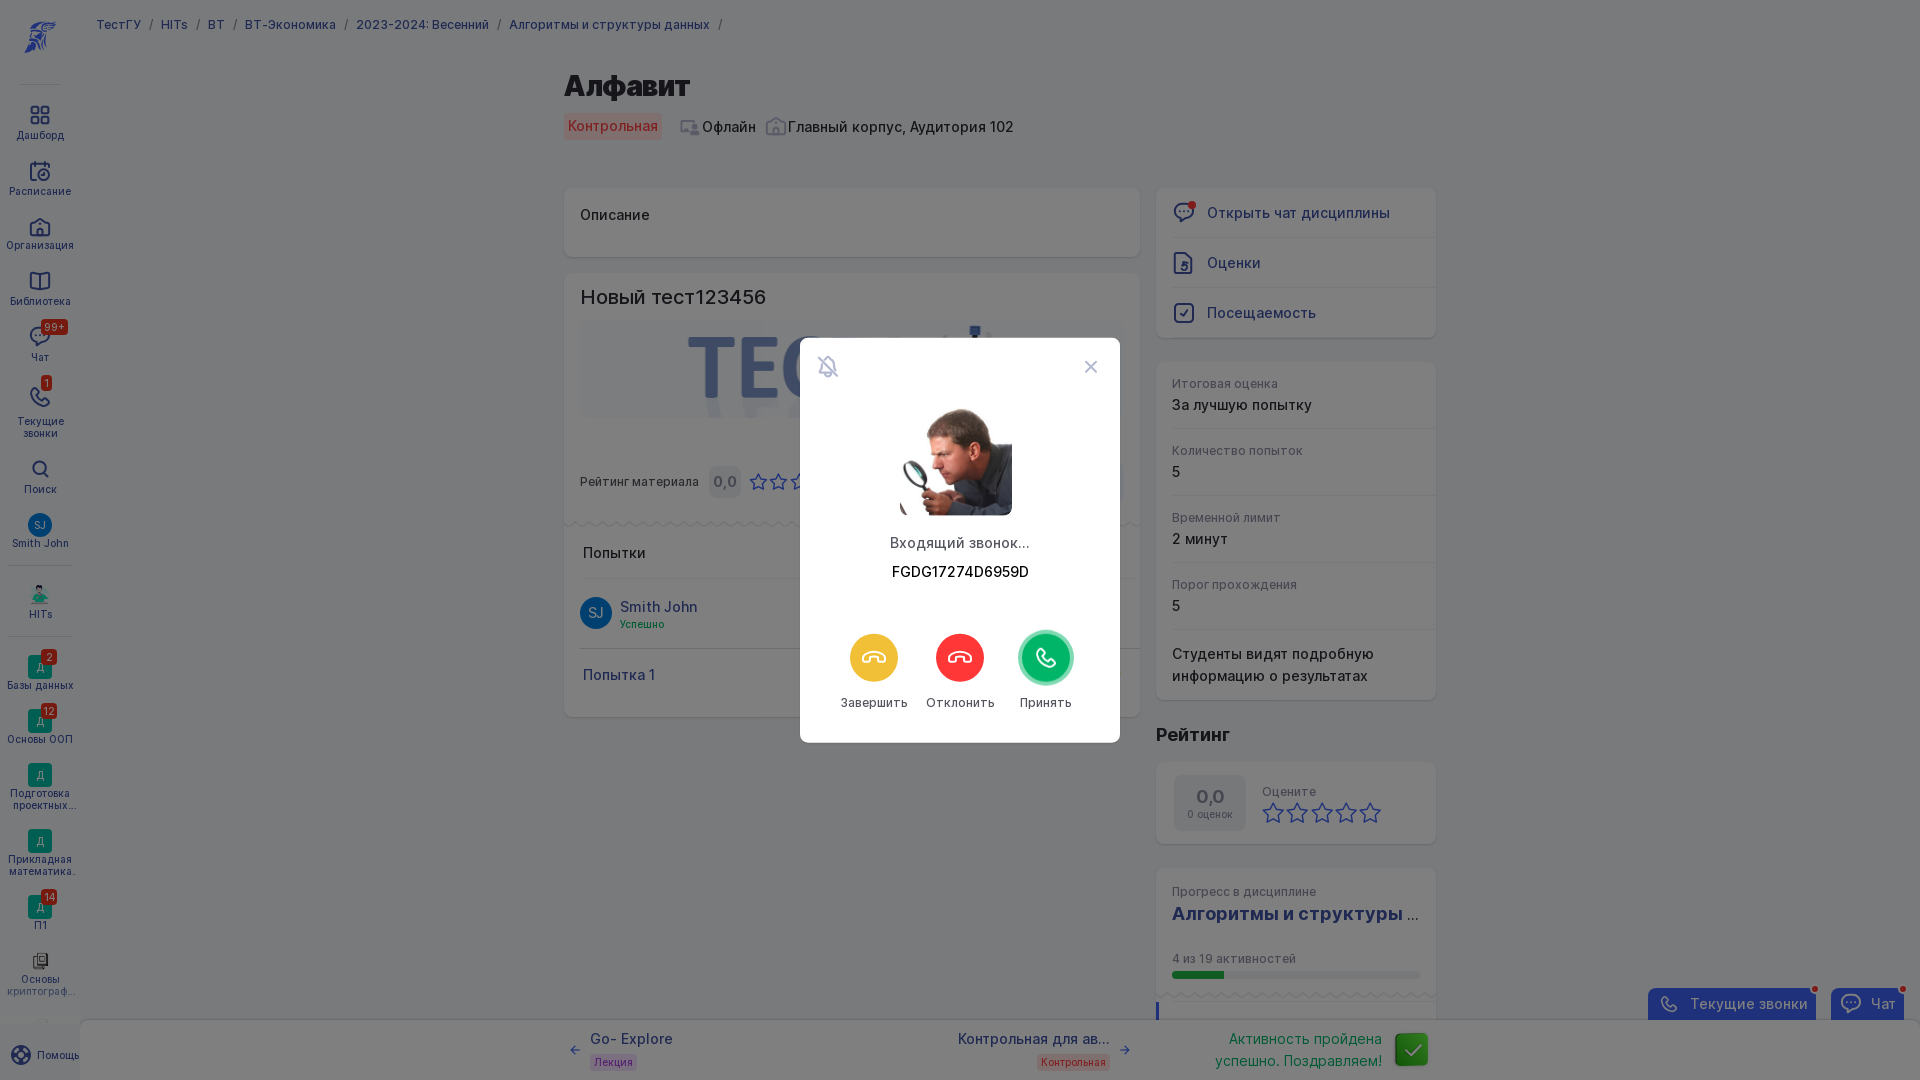 ТестГУ / HITs / ВТ / ВТ-Экономика / 2023-2024: Весенний / Алгоритмы и структуры данных /
Дашборд
Расписание
Организация
Библиотека
99+
Чат
1
Текущие
звонки
Поиск
SJ
Smith John
HITs
2
Д
Базы данных
12
Д
Основы ООП
Д
Подготовка
проектных...
Д
Прикладная
математика.
14
Д
П1
Основы
криптограф...
Помощь
Алфавит
Контрольная
Офлайн
Главный корпус, Аудитория 102
Описание
Новый тест123456
ТЕС
Рейтинг материала 0,0
Попытки
SJ
Smith John
Успешно
Попытка 1
Входящий звонок...
FGDG17274D6959D
Завершить
Отклонить
Принять
Открыть чат дисциплины
5
Оценки
Посещаемость
Итоговая оценка
За лучшую попытку
Количество попыток
5
Временной лимит
2 минут
Порог прохождения
5
Студенты видят подробную
информацию о результатах
Рейтинг
0,0
0 оценок
Оцените
Прогресс в дисциплине
Алгоритмы и структуры ...
4 из 19 активностей
Текущие звонки
Чат
Go- Explore
Лекция
Контрольная для ав...
Контрольная
Активность пройдена
успешно. Поздравляем!